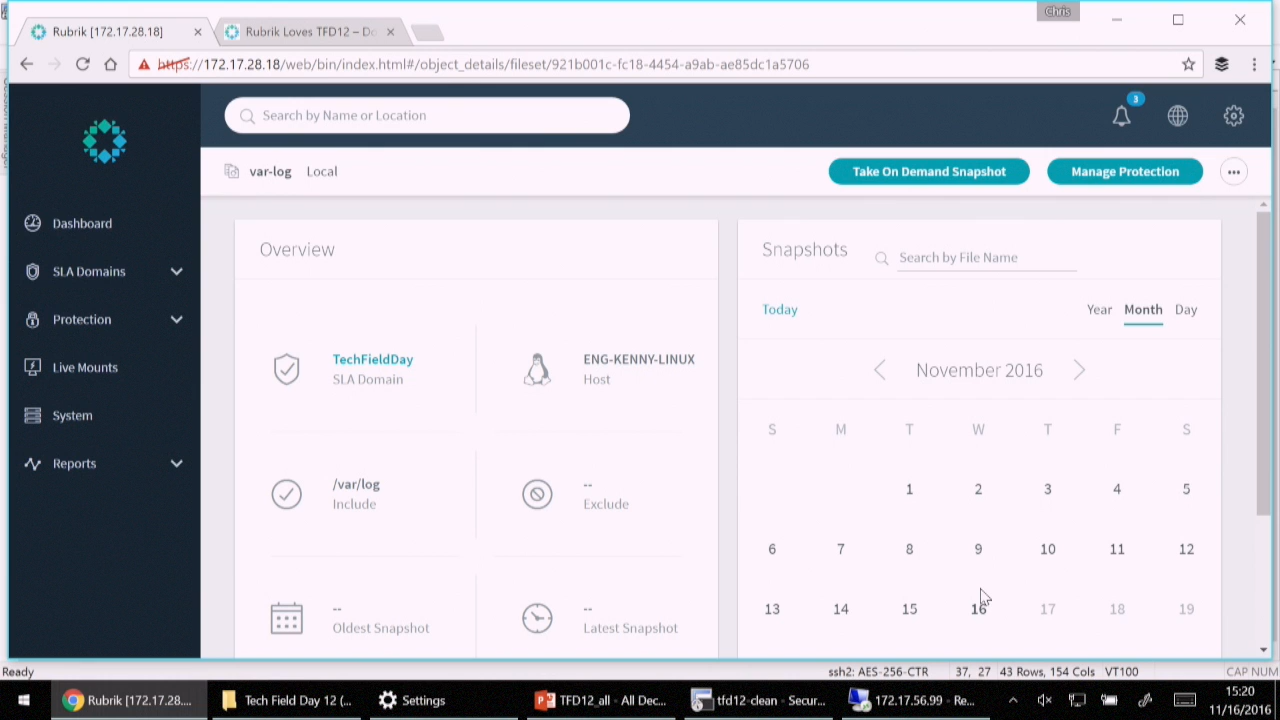 Chris
Rubrik [172.17.28.18]
Rubrik Loves TFD12 – Do
https://172.17.28.18/web/bin/index.html#/object_details/fileset/921b001c-fc18-4454-a9ab-ae85dc1a5706
Search by Name or Location
3
var-log Local
Take On Demand Snapshot
Manage Protection
Dashboard
SLA Domains
Protection
Live Mounts
System
Reports
Overview
TechFieldDay
SLA Domain
ENG-KENNY-LINUX
Host
/var/log
Include
--
Exclude
--
Oldest Snapshot
--
Latest Snapshot
Snapshots
Search by File Name
Today
Year Month Day
November 2016
S M T W T F S
1 2 3 4 5
6 7 8 9 10 11 12
13 14 15 16 17 18 19
Ready
ssh2: AES-256-CTR 37, 27 43 Rows, 154 Cols VT100 CAP NUM
Rubrik [172.17.28....
Tech Field Day 12 (...
Settings
TFD12_all - All Dec...
tfd12-clean - Secur...
172.17.56.99 - Re...
15:20
11/16/2016